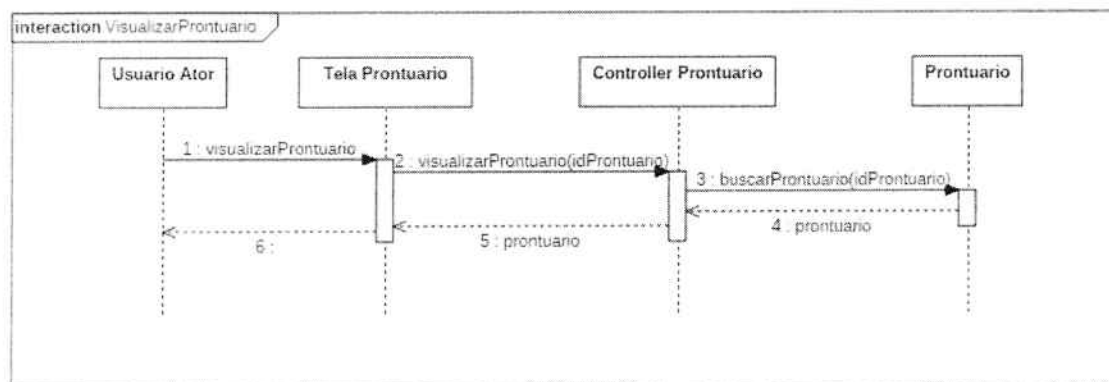 interaction VisualizarProntuario
Usuario Ator
Tela Prontuario
Controller Prontuario
Prontuario
1 : visualizarProntuario
2 : visualizarProntuario(idProntuario)
3 : buscarProntuario(idProntuario)
4 : prontuario
5 : prontuario
6 :